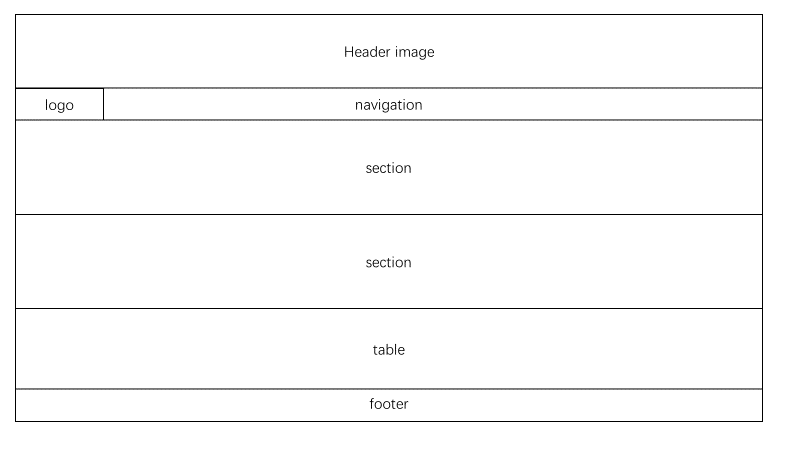 Header image
logo
navigation
section
section
table
footer